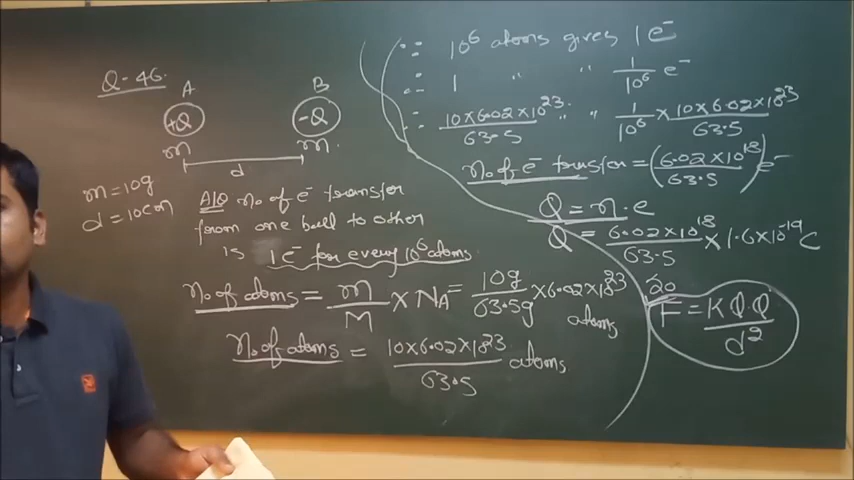 Q-46.
A B
+Q -Q
m m.
d
m=10g
d=10cm
A/Q no of e⁻ transfer
from one ball to other
is 1e⁻ for every 10⁶ atoms
no. of atoms = m/M × NA = 10g/63.5g × 6.02×10²³ atoms
no. of atoms = 10×6.02×10²³/63.5 atoms
∵ 10⁶ atoms gives 1e⁻
∴ 1 " " 1/10⁶ e⁻
∴ 10×6.02×10²³/63.5 " " 1/10⁶ × 10×6.02×10²³/63.5
no. of e⁻ transfer = (6.02×10¹⁸/63.5)e⁻
Q = n.e
Q = 6.02×10¹⁸/63.5 × 1.6×10⁻¹⁹ C
F = KQQ/d²